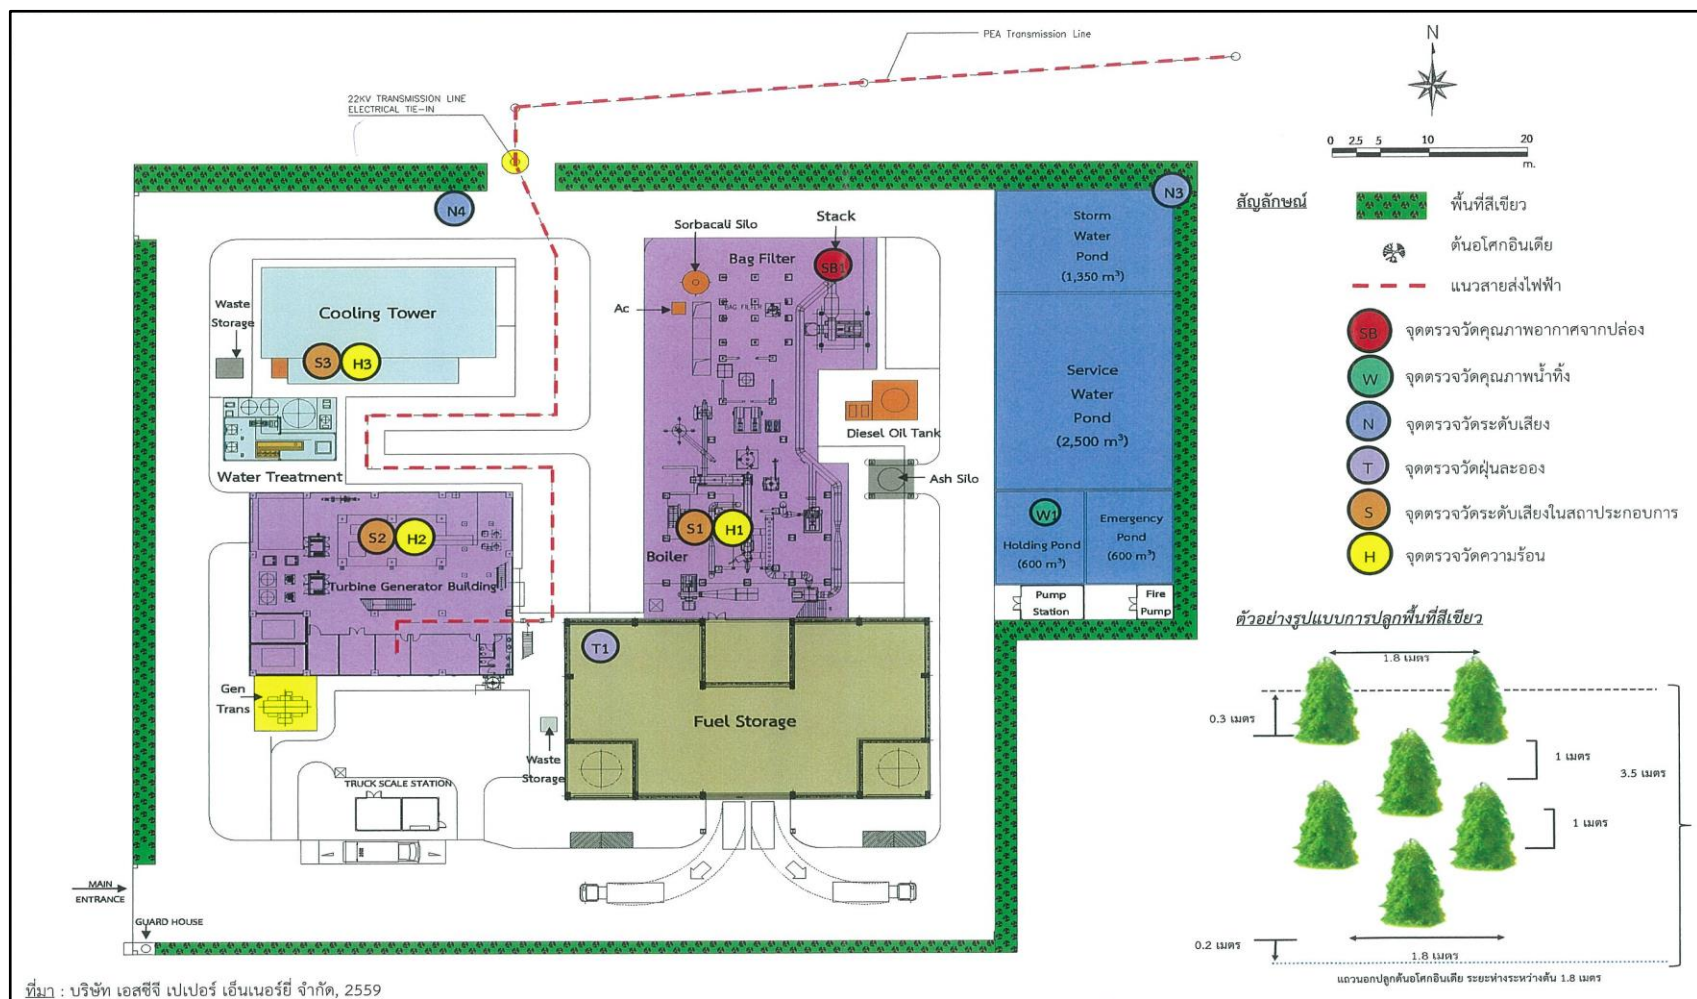 PEA Transmission Line
22KV TRANSMISSION LINE
ELECTRICAL TIE-IN
N
0 2.5 5 10 20
m.
N4
N3
Stack
Sorbacali Silo
Bag Filter
SB1
BAG FILTER
Ac
Waste
Storage
Cooling Tower
S3
H3
Water Treatment
Storm
Water
Pond
(1,350 m³)
Service
Water
Pond
(2,500 m³)
Diesel Oil Tank
Ash Silo
S2
H2
Turbine Generator Building
S1
H1
Boiler
W1
Holding Pond
(600 m³)
Emergency
Pond
(600 m³)
Pump
Station
Fire
Pump
T1
Gen
Trans
Fuel Storage
Waste
Storage
TRUCK SCALE STATION
MAIN
ENTRANCE
GUARD HOUSE
สัญลักษณ์
พื้นที่สีเขียว
ต้นอโศกอินเดีย
แนวสายส่งไฟฟ้า
SB จุดตรวจวัดคุณภาพอากาศจากปล่อง
W จุดตรวจวัดคุณภาพน้ำทิ้ง
N จุดตรวจวัดระดับเสียง
T จุดตรวจวัดฝุ่นละออง
S จุดตรวจวัดระดับเสียงในสถาประกอบการ
H จุดตรวจวัดความร้อน
ตัวอย่างรูปแบบการปลูกพื้นที่สีเขียว
1.8 เมตร
0.3 เมตร
1 เมตร
3.5 เมตร
1 เมตร
0.2 เมตร
1.8 เมตร
แถวนอกปลูกต้นอโศกอินเดีย ระยะห่างระหว่างต้น 1.8 เมตร
ที่มา : บริษัท เอสซีจี เปเปอร์ เอ็นเนอร์ยี่ จำกัด, 2559